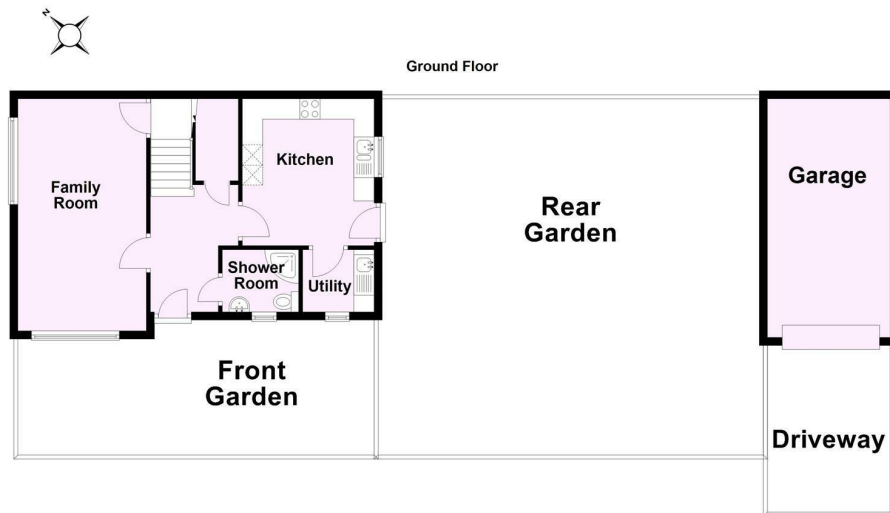 N
Ground Floor
Family
Room
Kitchen
Garage
Rear
Garden
Shower
Room
Utility
Front
Garden
Driveway